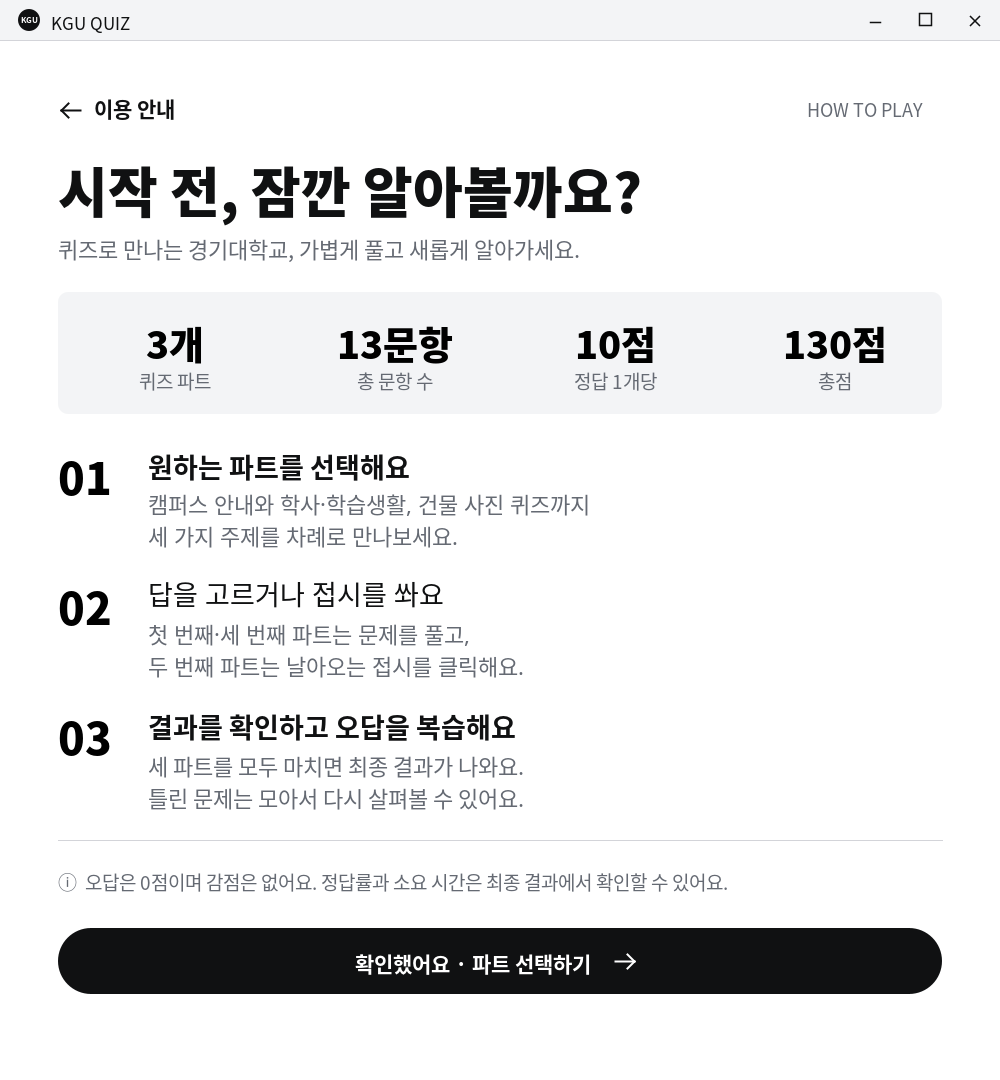 KGU KGU QUIZ
← 이용 안내
HOW TO PLAY
시작 전, 잠깐 알아볼까요?
퀴즈로 만나는 경기대학교, 가볍게 풀고 새롭게 알아가세요.
3개 13문항 10점 130점
퀴즈 파트 총 문항 수 정답 1개당 총점
01 원하는 파트를 선택해요
캠퍼스 안내와 학사·학습생활, 건물 사진 퀴즈까지
세 가지 주제를 차례로 만나보세요.
02 답을 고르거나 접시를 쏴요
첫 번째·세 번째 파트는 문제를 풀고,
두 번째 파트는 날아오는 접시를 클릭해요.
03 결과를 확인하고 오답을 복습해요
세 파트를 모두 마치면 최종 결과가 나와요.
틀린 문제는 모아서 다시 살펴볼 수 있어요.
ⓘ 오답은 0점이며 감점은 없어요. 정답률과 소요 시간은 최종 결과에서 확인할 수 있어요.
확인했어요 · 파트 선택하기 →